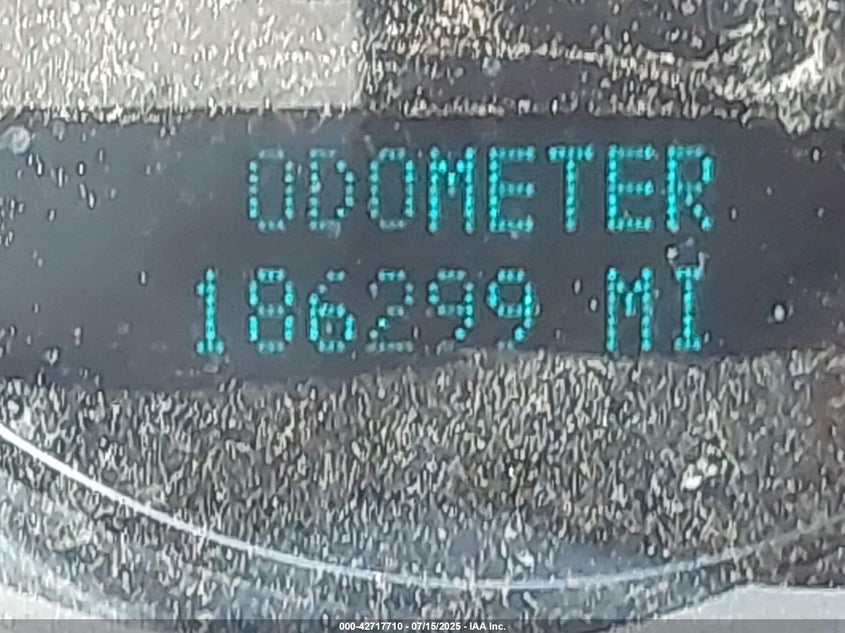 ODOMETER
186299 MI
000-42717710 - 07/15/2025 - IAA Inc.